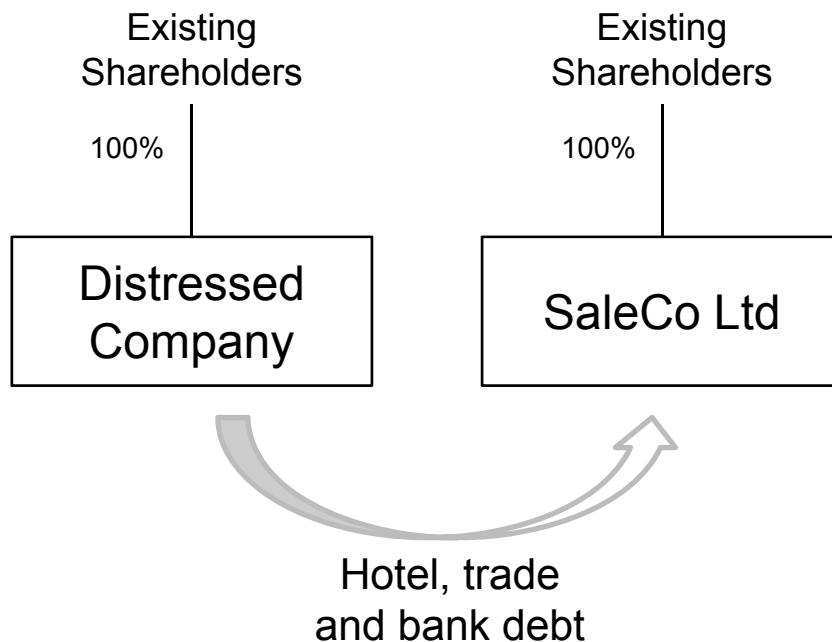 Existing
Shareholders
100%
Distressed
Company
Existing
Shareholders
100%
SaleCo Ltd
Hotel, trade
and bank debt